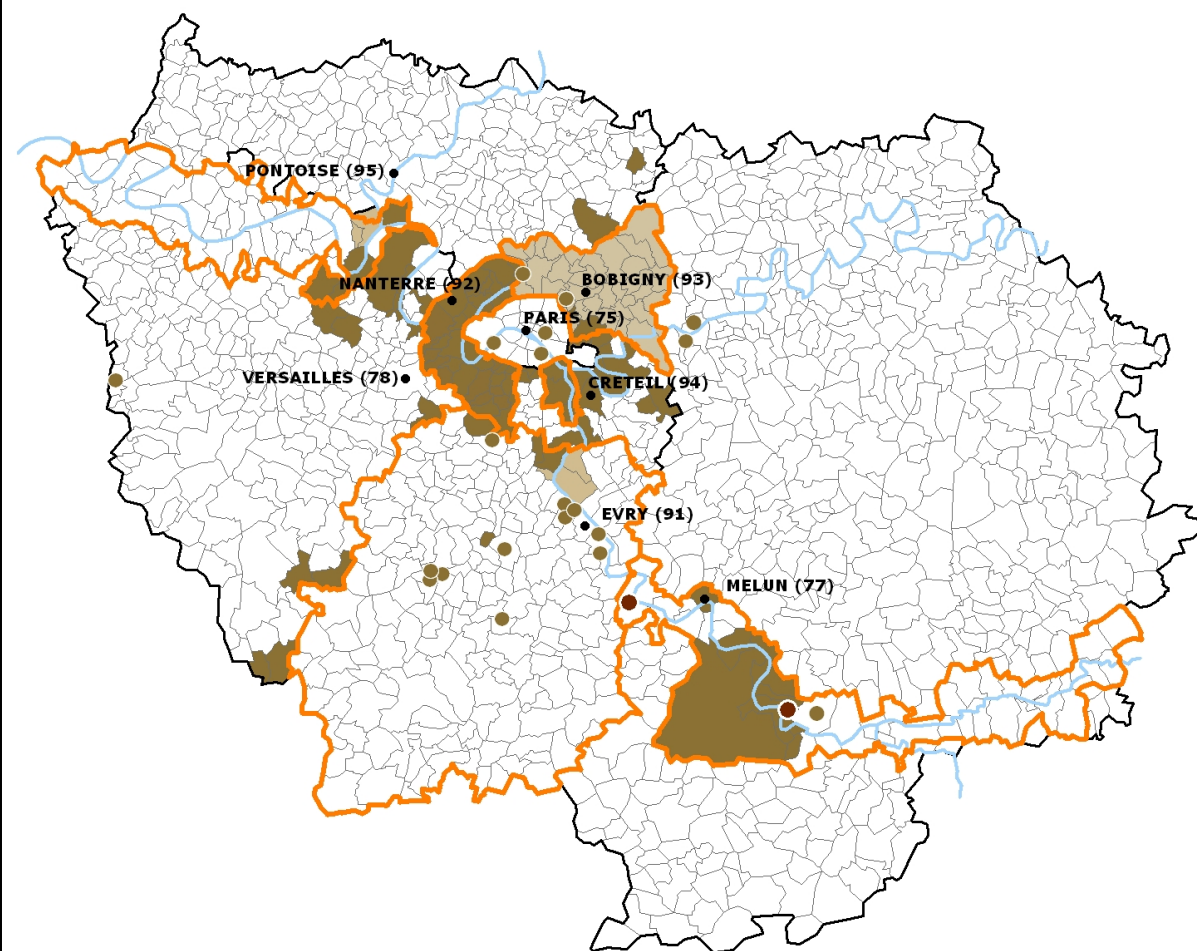 PONTOISE (95)
NANTERRE (92)
BOBIGNY (93)
PARIS (75)
VERSAILLES (78)
CRETEIL (94)
EVRY (91)
MELUN (77)